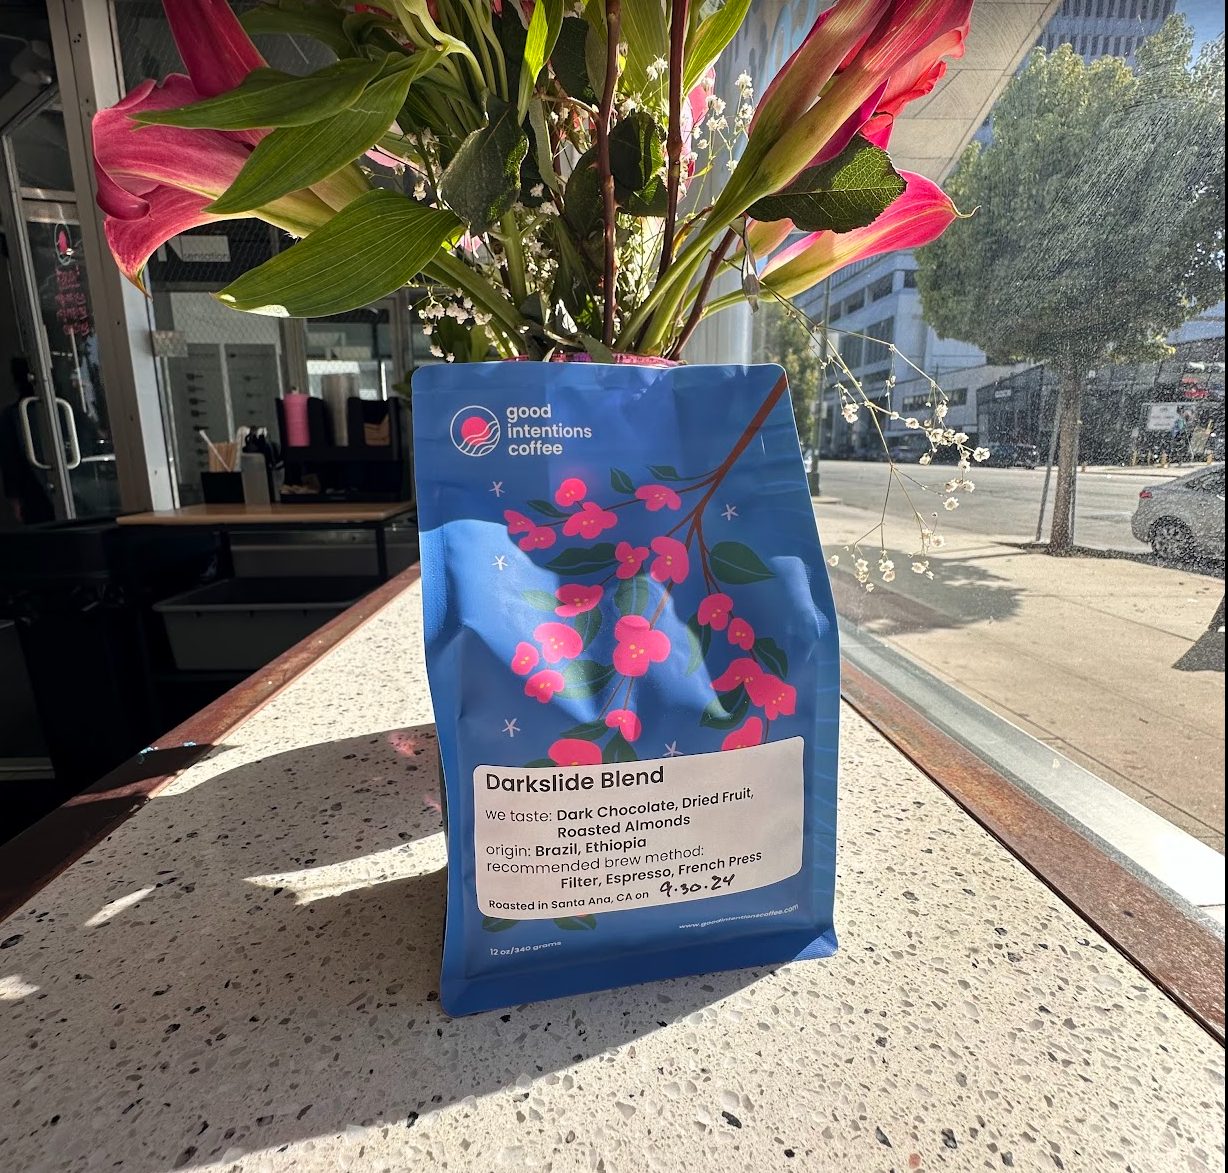 good
intentions
coffee
Darkslide Blend
we taste: Dark Chocolate, Dried Fruit,
Roasted Almonds
origin: Brazil, Ethiopia
recommended brew method:
Filter, Espresso, French Press
Roasted in Santa Ana, CA on 9.30.24
www.goodintentionscoffee.com
12 oz/340 grams
sensation